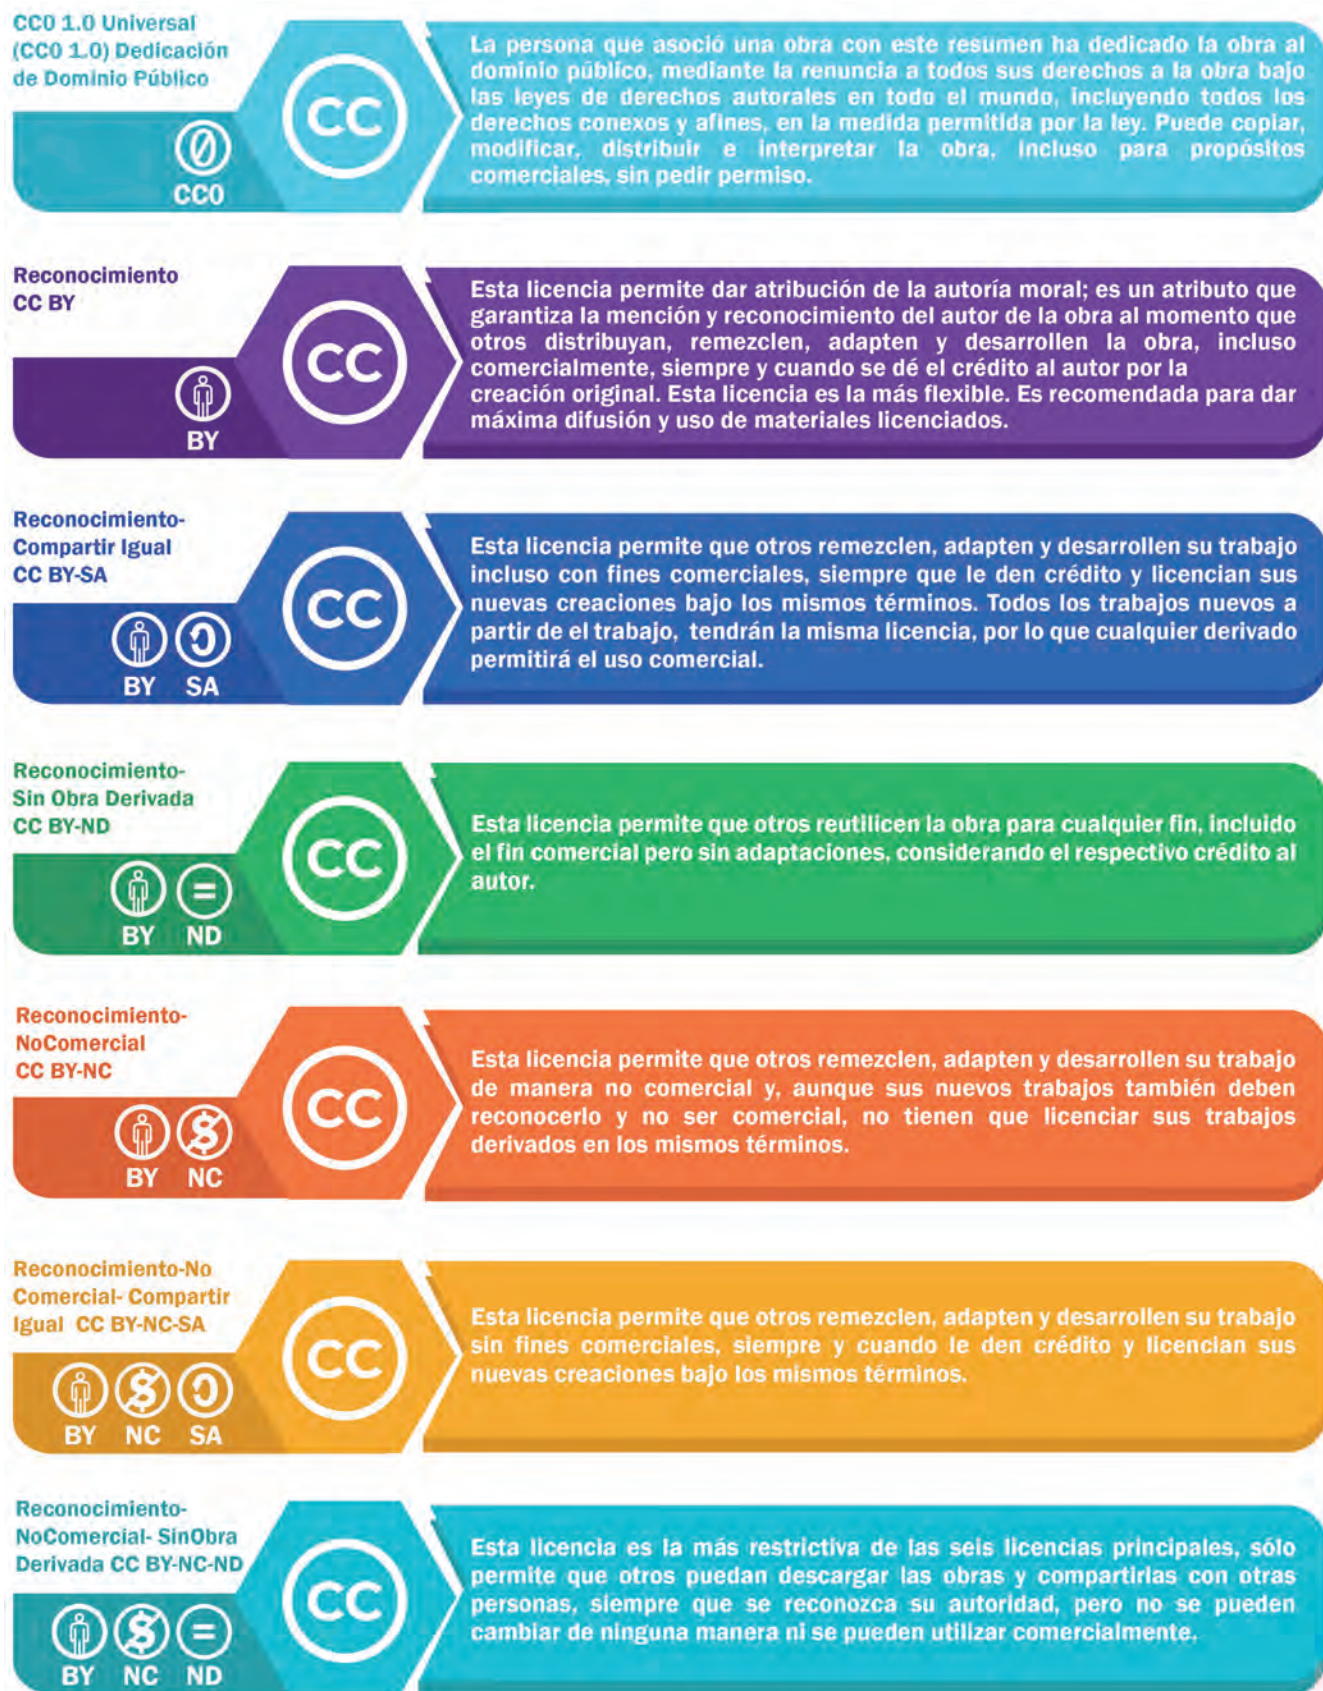 CC0 1.0 Universal
(CC0 1.0) Dedicación
de Dominio Público
CC0
CC
La persona que asoció una obra con este resumen ha dedicado la obra al
dominio público, mediante la renuncia a todos sus derechos a la obra bajo
las leyes de derechos autorales en todo el mundo, incluyendo todos los
derechos conexos y afines, en la medida permitida por la ley. Puede copiar,
modificar, distribuir e interpretar la obra, incluso para propósitos
comerciales, sin pedir permiso.
Reconocimiento
CC BY
BY
CC
Esta licencia permite dar atribución de la autoría moral; es un atributo que
garantiza la mención y reconocimiento del autor de la obra al momento que
otros distribuyan, remezclen, adapten y desarrollen la obra, incluso
comercialmente, siempre y cuando se dé el crédito al autor por la
creación original. Esta licencia es la más flexible. Es recomendada para dar
máxima difusión y uso de materiales licenciados.
Reconocimiento-
Compartir Igual
CC BY-SA
BY SA
CC
Esta licencia permite que otros remezclen, adapten y desarrollen su trabajo
incluso con fines comerciales, siempre que le den crédito y licencian sus
nuevas creaciones bajo los mismos términos. Todos los trabajos nuevos a
partir de el trabajo, tendrán la misma licencia, por lo que cualquier derivado
permitirá el uso comercial.
Reconocimiento-
Sin Obra Derivada
CC BY-ND
BY ND
CC
Esta licencia permite que otros reutilicen la obra para cualquier fin, incluido
el fin comercial pero sin adaptaciones, considerando el respectivo crédito al
autor.
Reconocimiento-
NoComercial
CC BY-NC
BY NC
CC
Esta licencia permite que otros remezclen, adapten y desarrollen su trabajo
de manera no comercial y, aunque sus nuevos trabajos también deben
reconocerlo y no ser comercial, no tienen que licenciar sus trabajos
derivados en los mismos términos.
Reconocimiento-No
Comercial- Compartir
Igual CC BY-NC-SA
BY NC SA
CC
Esta licencia permite que otros remezclen, adapten y desarrollen su trabajo
sin fines comerciales, siempre y cuando le den crédito y licencian sus
nuevas creaciones bajo los mismos términos.
Reconocimiento-
NoComercial- SinObra
Derivada CC BY-NC-ND
BY NC ND
CC
Esta licencia es la más restrictiva de las seis licencias principales, sólo
permite que otros puedan descargar las obras y compartirlas con otras
personas, siempre que se reconozca su autoridad, pero no se pueden
cambiar de ninguna manera ni se pueden utilizar comercialmente.